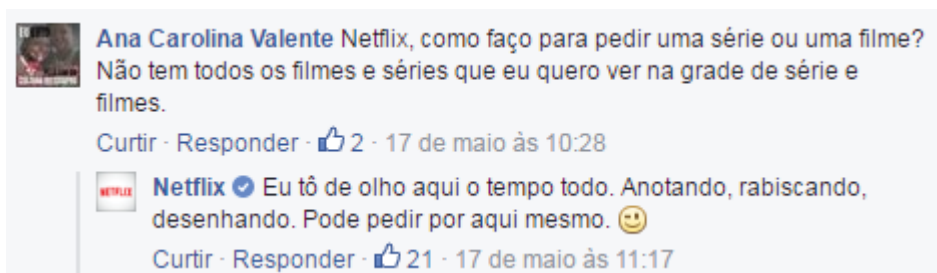 Ana Carolina Valente Netflix, como faço para pedir uma série ou uma filme?
Não tem todos os filmes e séries que eu quero ver na grade de série e
filmes.
Curtir · Responder · 2 · 17 de maio às 10:28
NETFLIX
Netflix Eu tô de olho aqui o tempo todo. Anotando, rabiscando,
desenhando. Pode pedir por aqui mesmo.
Curtir · Responder · 21 · 17 de maio às 11:17